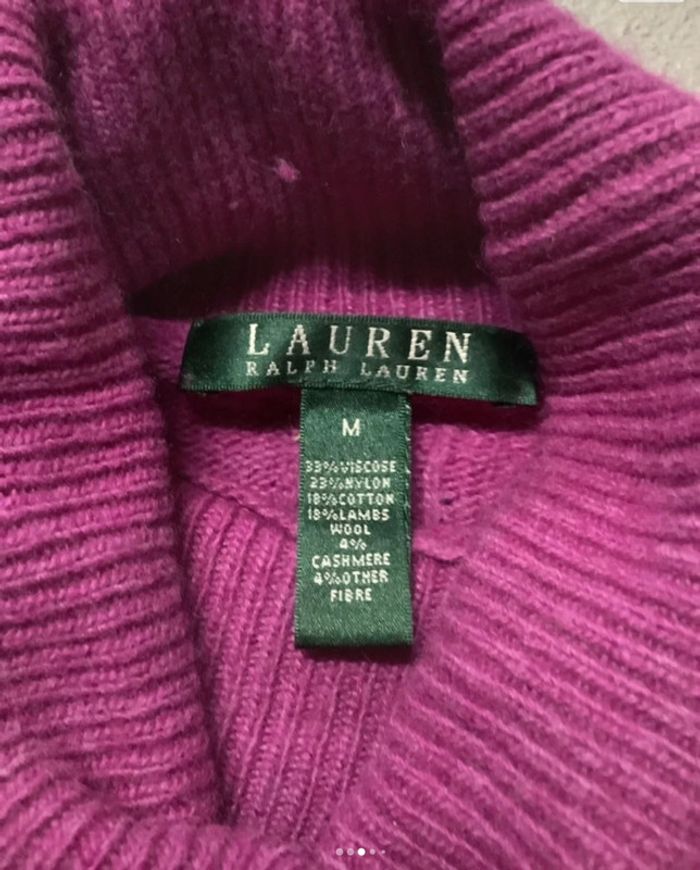 LAUREN
RALPH LAUREN
M
33%VISCOSE
23%NYLON
18%COTTON
18%LAMBS
WOOL
4%
CASHMERE
4%OTHER
FIBRE